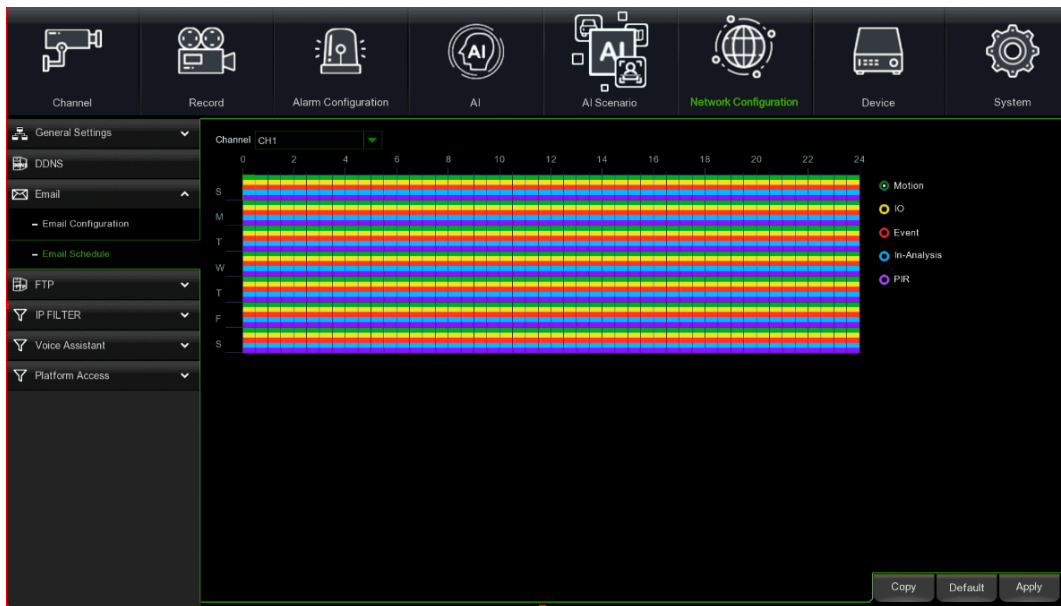 AI
AI
Channel
Record
Alarm Configuration
AI
AI Scenario
Network Configuration
Device
System
General Settings
DDNS
Email
Email Configuration
Email Schedule
FTP
IP FILTER
Voice Assistant
Platform Access
Channel CH1
0 2 4 6 8 10 12 14 16 18 20 22 24
S
M
T
W
T
F
S
Motion
IO
Event
In-Analysis
PIR
Copy Default Apply